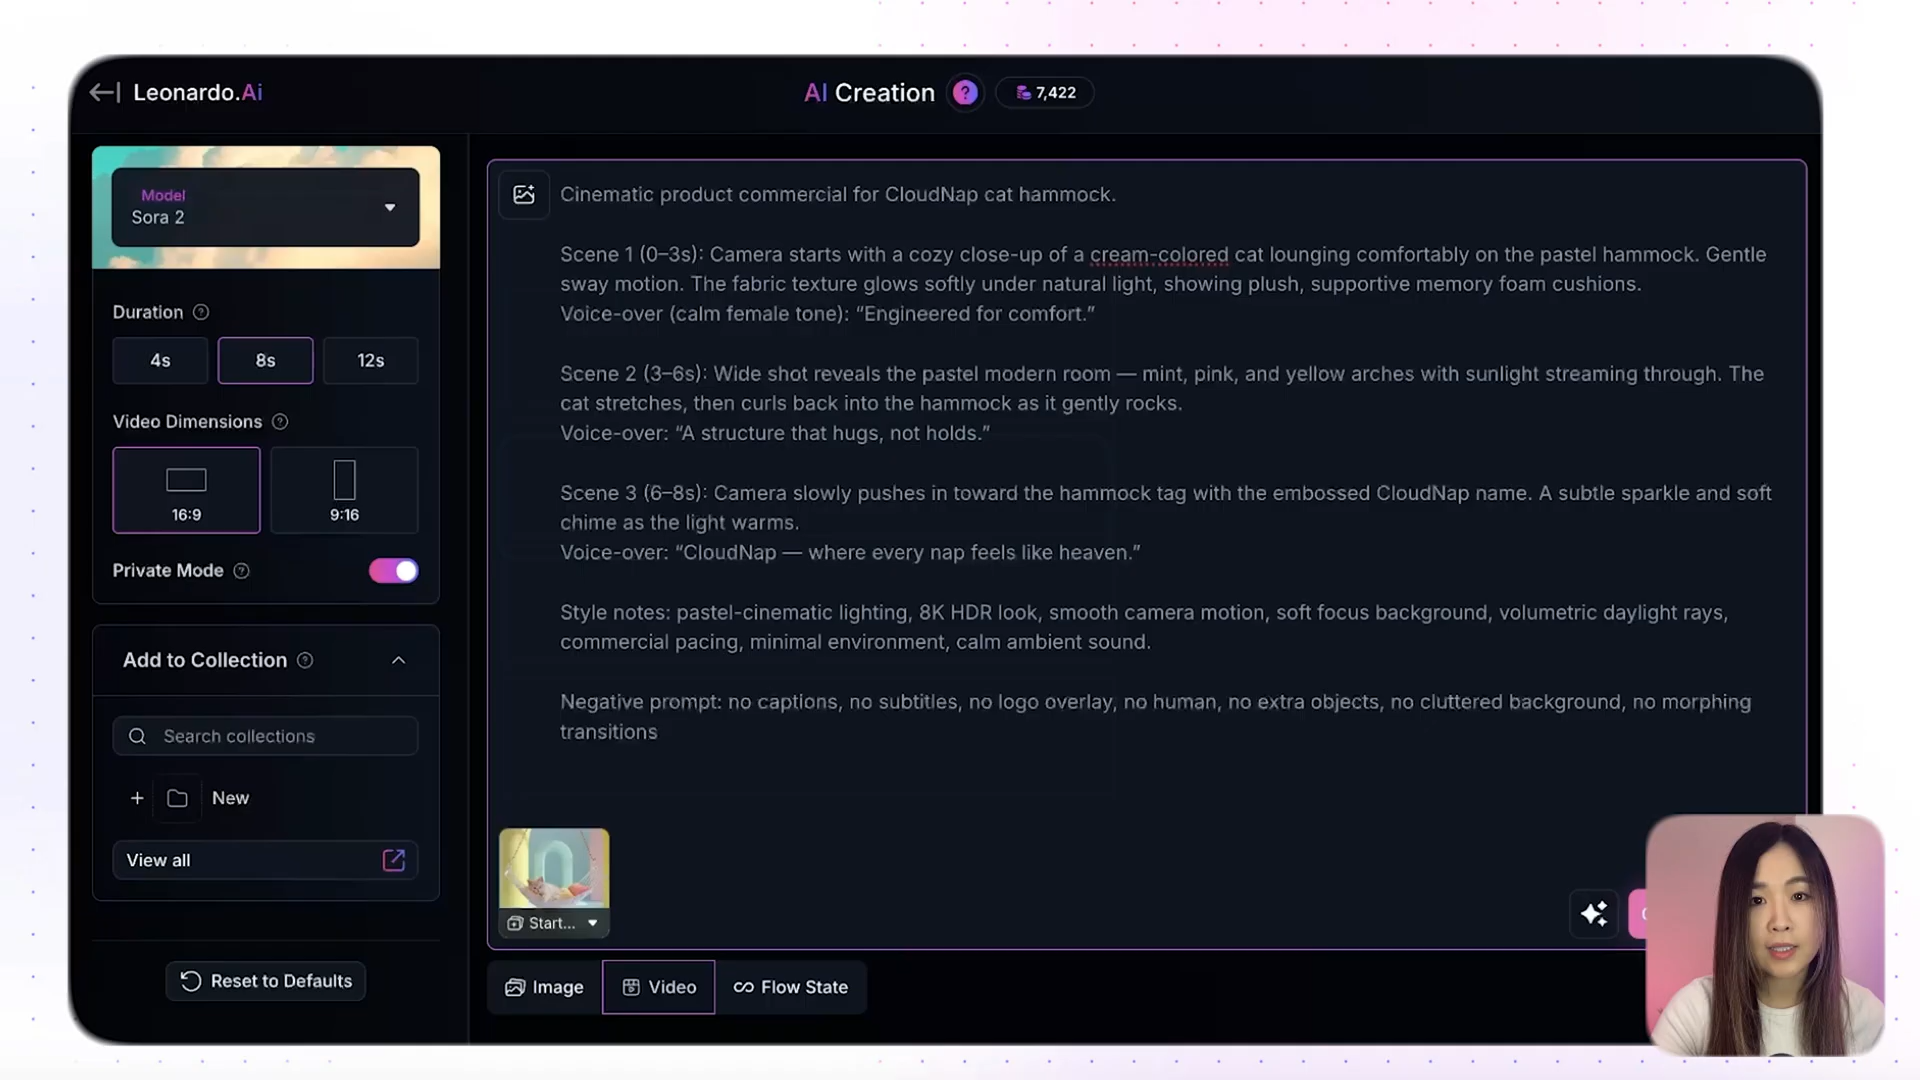 Leonardo.Ai
AI Creation
?
7,422
Model
Sora 2
Duration ?
4s
8s
12s
Video Dimensions ?
16:9
9:16
Private Mode ?
Add to Collection ?
Search collections
+ New
View all
Reset to Defaults
Cinematic product commercial for CloudNap cat hammock.
Scene 1 (0–3s): Camera starts with a cozy close-up of a cream-colored cat lounging comfortably on the pastel hammock. Gentle
sway motion. The fabric texture glows softly under natural light, showing plush, supportive memory foam cushions.
Voice-over (calm female tone): “Engineered for comfort.”
Scene 2 (3–6s): Wide shot reveals the pastel modern room — mint, pink, and yellow arches with sunlight streaming through. The
cat stretches, then curls back into the hammock as it gently rocks.
Voice-over: “A structure that hugs, not holds.”
Scene 3 (6–8s): Camera slowly pushes in toward the hammock tag with the embossed CloudNap name. A subtle sparkle and soft
chime as the light warms.
Voice-over: “CloudNap — where every nap feels like heaven.”
Style notes: pastel-cinematic lighting, 8K HDR look, smooth camera motion, soft focus background, volumetric daylight rays,
commercial pacing, minimal environment, calm ambient sound.
Negative prompt: no captions, no subtitles, no logo overlay, no human, no extra objects, no cluttered background, no morphing
transitions
Start...
Image
Video
Flow State